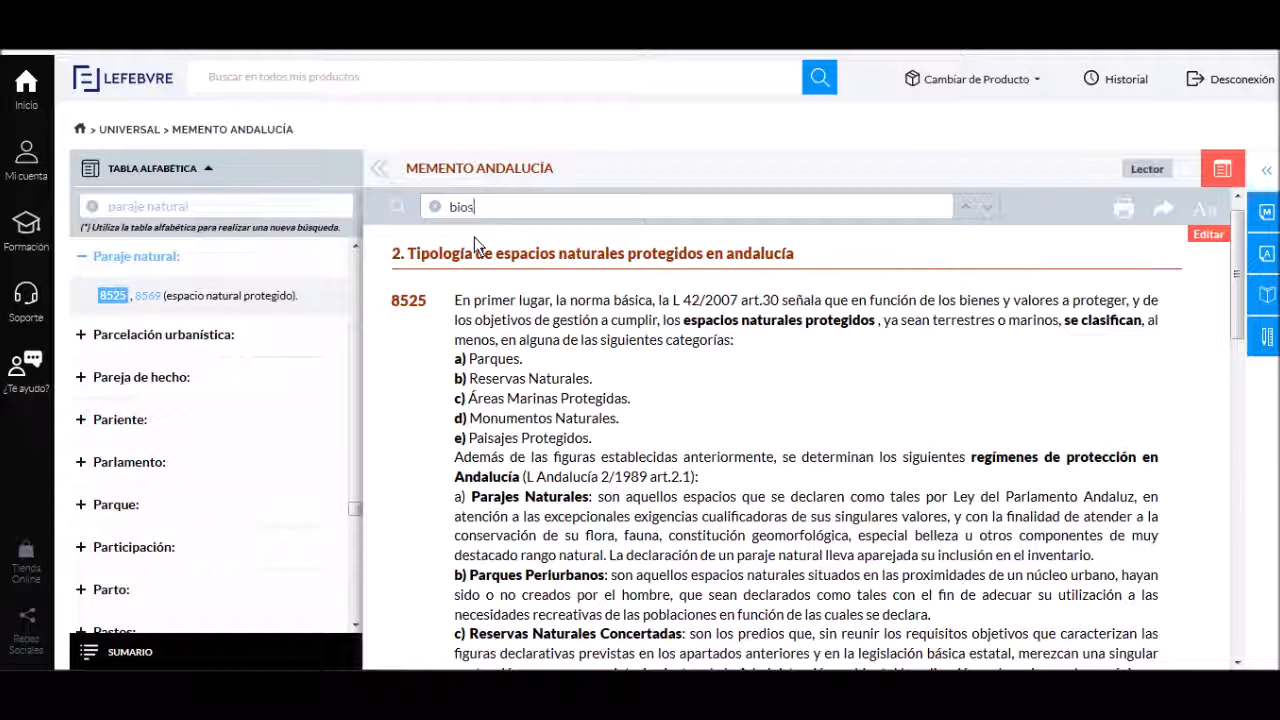 LEFEBVRE
Buscar en todos mis productos
Cambiar de Producto
Historial
Desconexión
Inicio
Mi cuenta
Formación
Soporte
¿Te ayudo?
Tienda
Online
Redes
Sociales
> UNIVERSAL > MEMENTO ANDALUCÍA
TABLA ALFABÉTICA
paraje natural
(*) Utiliza la tabla alfabética para realizar una nueva búsqueda.
− Paraje natural:
8525, 8569 (espacio natural protegido).
+ Parcelación urbanística:
+ Pareja de hecho:
+ Pariente:
+ Parlamento:
+ Parque:
+ Participación:
+ Parto:
Pastos:
SUMARIO
MEMENTO ANDALUCÍA
Lector
bios
Editar
2. Tipología de espacios naturales protegidos en andalucía
8525 En primer lugar, la norma básica, la L 42/2007 art.30 señala que en función de los bienes y valores a proteger, y de
los objetivos de gestión a cumplir, los espacios naturales protegidos , ya sean terrestres o marinos, se clasifican, al
menos, en alguna de las siguientes categorías:
a) Parques.
b) Reservas Naturales.
c) Áreas Marinas Protegidas.
d) Monumentos Naturales.
e) Paisajes Protegidos.
Además de las figuras establecidas anteriormente, se determinan los siguientes regímenes de protección en
Andalucía (L Andalucía 2/1989 art.2.1):
a) Parajes Naturales: son aquellos espacios que se declaren como tales por Ley del Parlamento Andaluz, en
atención a las excepcionales exigencias cualificadoras de sus singulares valores, y con la finalidad de atender a la
conservación de su flora, fauna, constitución geomorfológica, especial belleza u otros componentes de muy
destacado rango natural. La declaración de un paraje natural lleva aparejada su inclusión en el inventario.
b) Parques Periurbanos: son aquellos espacios naturales situados en las proximidades de un núcleo urbano, hayan
sido o no creados por el hombre, que sean declarados como tales con el fin de adecuar su utilización a las
necesidades recreativas de las poblaciones en función de las cuales se declara.
c) Reservas Naturales Concertadas: son los predios que, sin reunir los requisitos objetivos que caracterizan las
figuras declarativas previstas en los apartados anteriores y en la legislación básica estatal, merezcan una singular